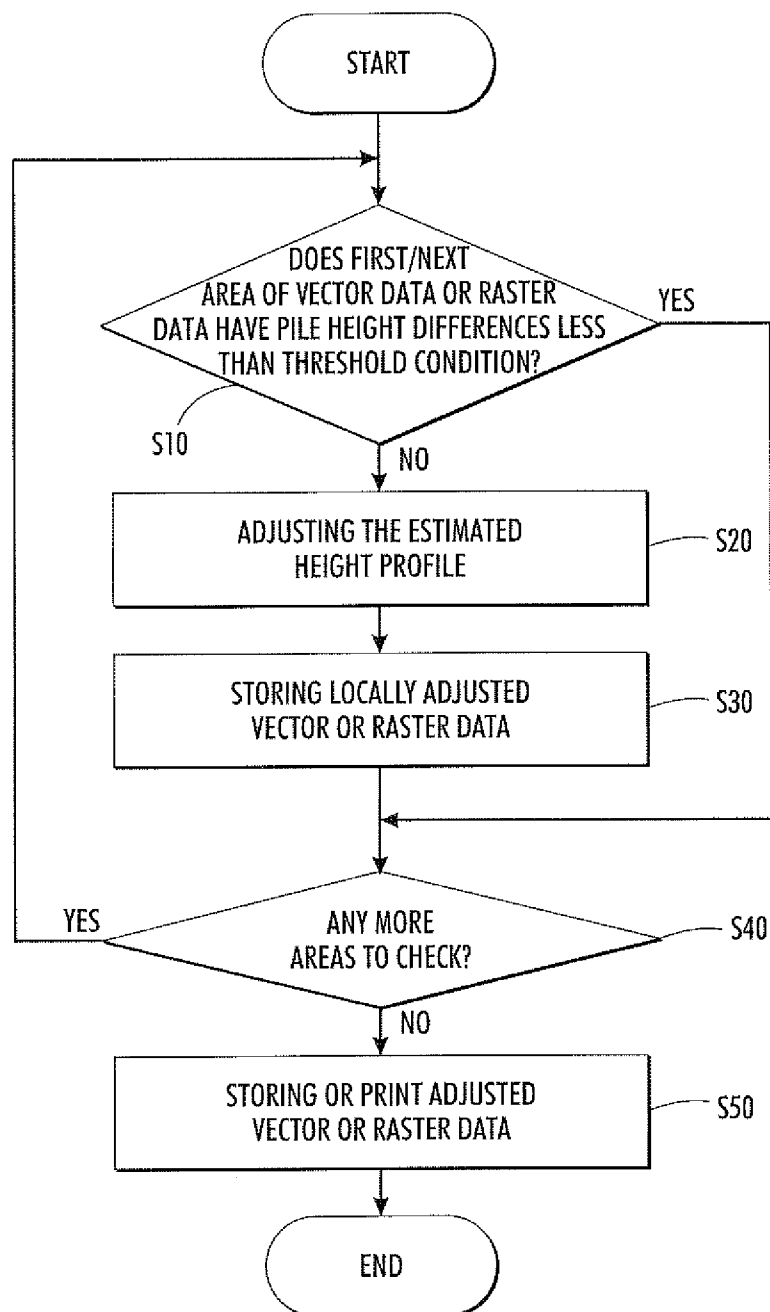 START
DOES FIRST/NEXT
AREA OF VECTOR DATA OR RASTER
DATA HAVE PILE HEIGHT DIFFERENCES LESS
THAN THRESHOLD CONDITION?
YES
S10
NO
ADJUSTING THE ESTIMATED
HEIGHT PROFILE
S20
STORING LOCALLY ADJUSTED
VECTOR OR RASTER DATA
S30
YES
ANY MORE
AREAS TO CHECK?
S40
NO
STORING OR PRINT ADJUSTED
VECTOR OR RASTER DATA
S50
END